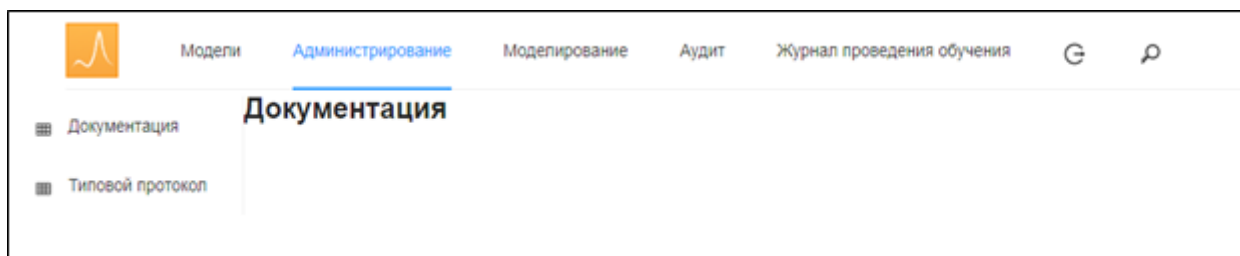 Модели Администрирование Моделирование Аудит Журнал проведения обучения
Документация
Документация
Типовой протокол